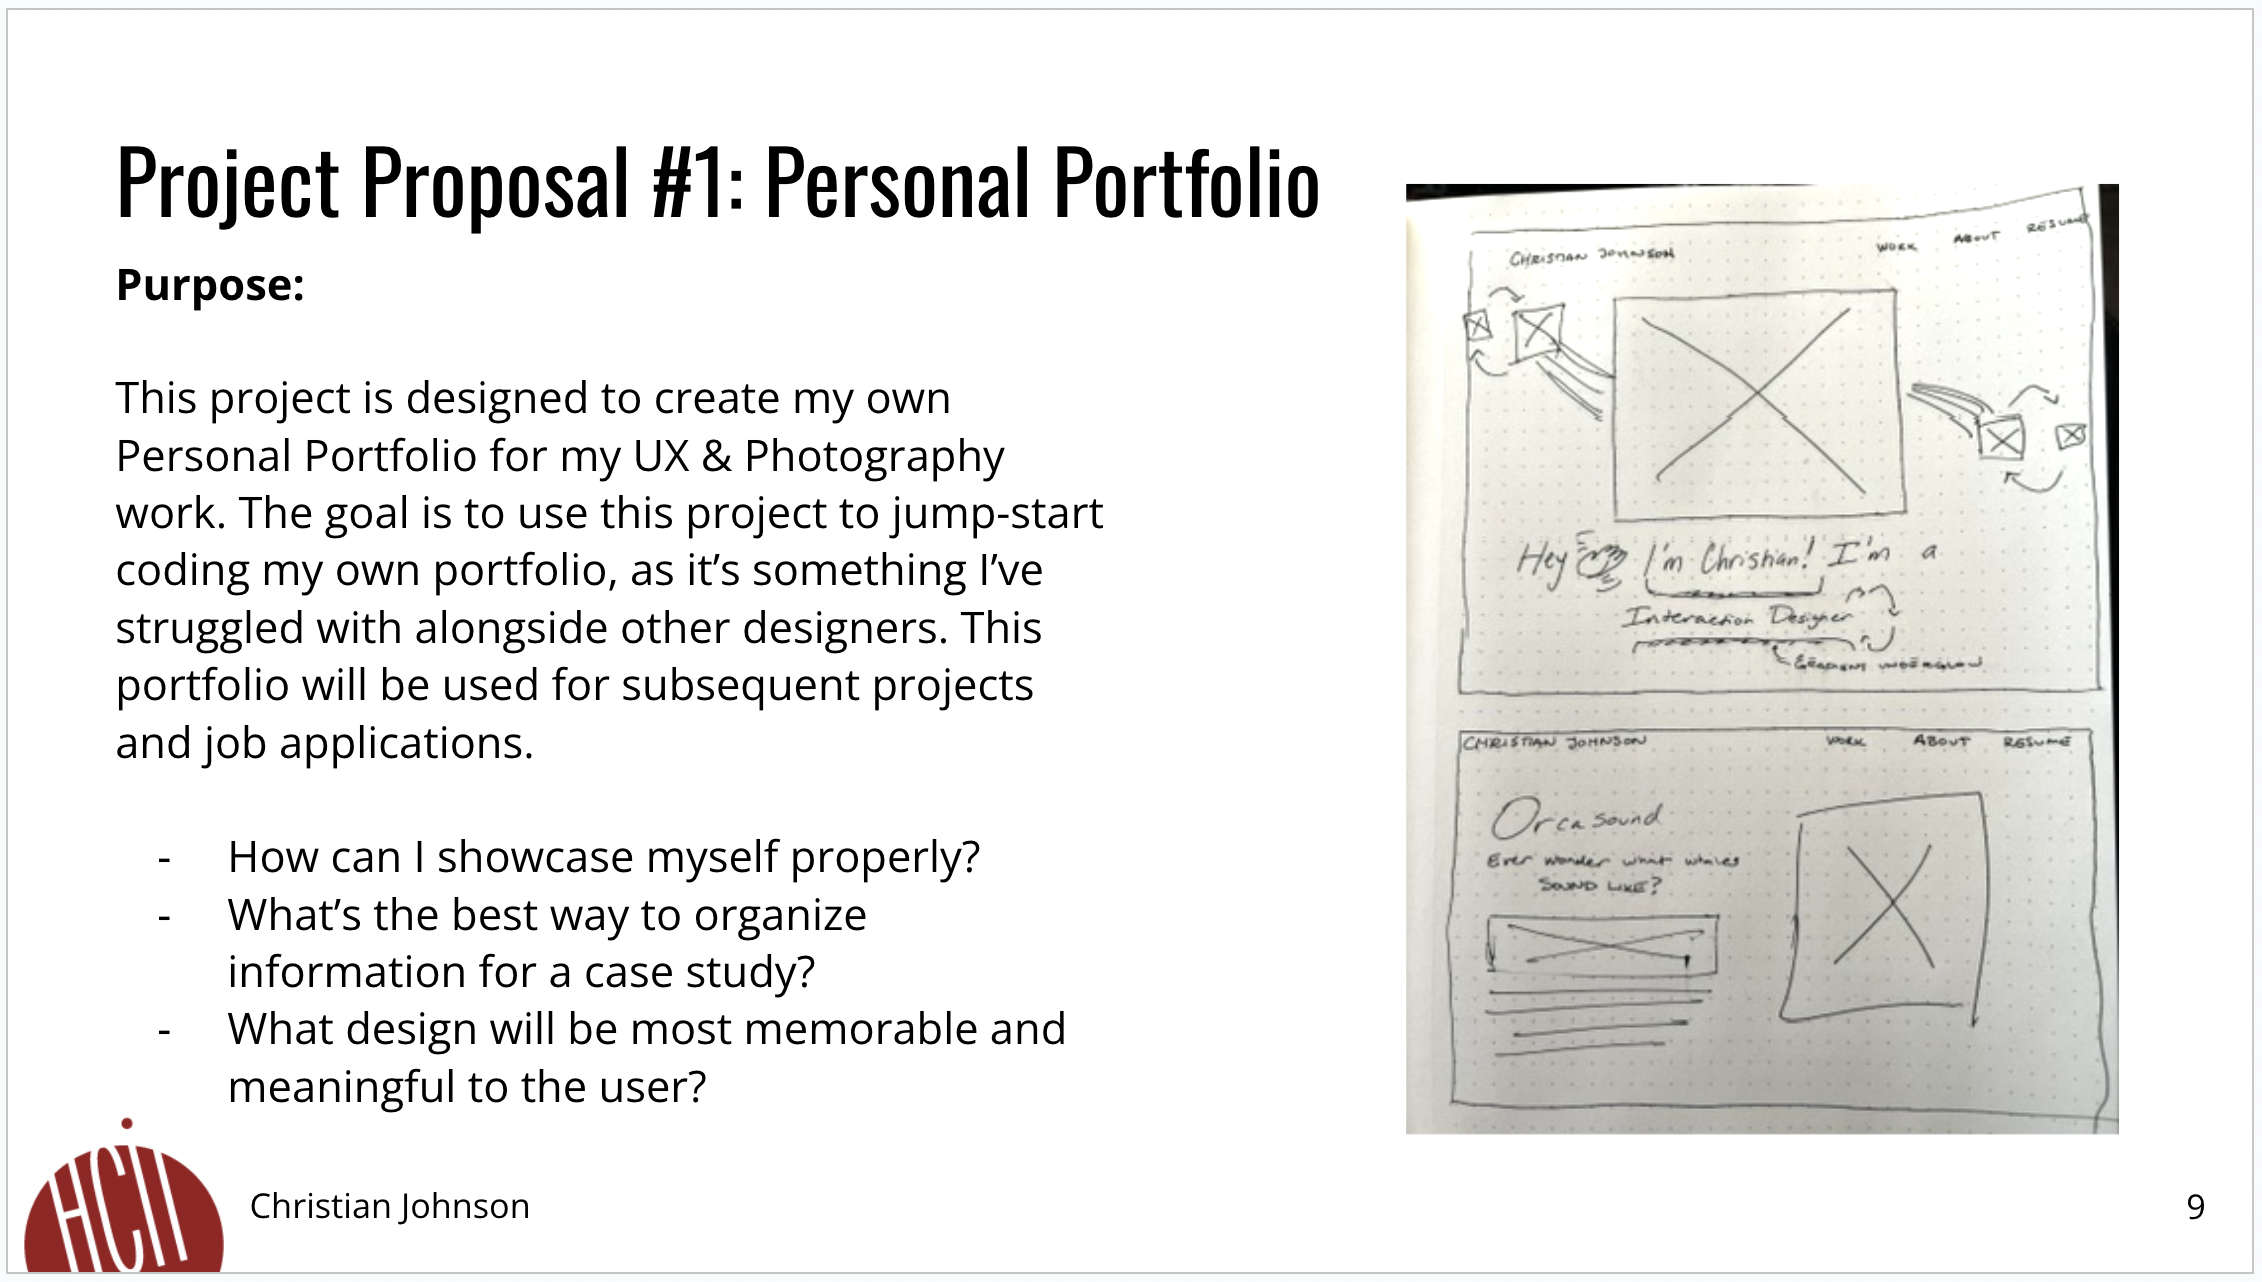 Project Proposal #1: Personal Portfolio
Purpose:
This project is designed to create my own
Personal Portfolio for my UX & Photography
work. The goal is to use this project to jump-start
coding my own portfolio, as it’s something I’ve
struggled with alongside other designers. This
portfolio will be used for subsequent projects
and job applications.
- How can I showcase myself properly?
- What’s the best way to organize
information for a case study?
- What design will be most memorable and
meaningful to the user?
CHRISTIAN JOHNSON WORK ABOUT RESUME
Hey I'm Christian! I'm a
Interaction Designer
GRADIENT UNDERGLOW
CHRISTIAN JOHNSON WORK ABOUT RESUME
Orcasound
Ever wonder what whales
SOUND LIKE?
HCII
Christian Johnson
9